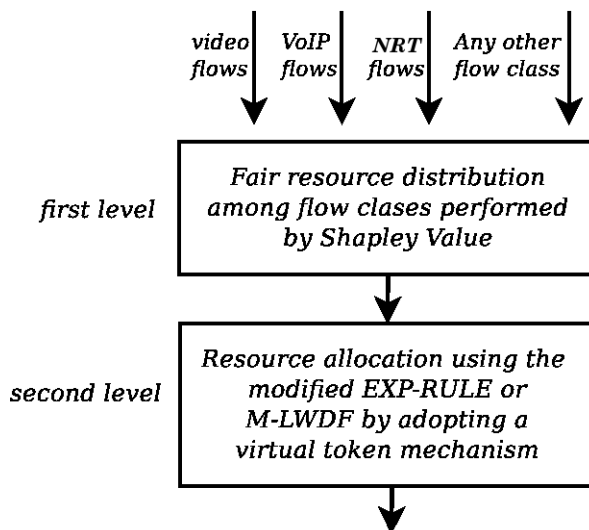 video flows
VoIP flows
NRT flows
Any other flow class
first level
Fair resource distribution
among flow clases performed
by Shapley Value
second level
Resource allocation using the
modified EXP-RULE or
M-LWDF by adopting a
virtual token mechanism